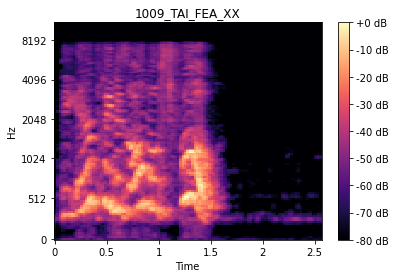 1009_TAI_FEA_XX
+0 dB
8192
-10 dB
4096
-20 dB
-30 dB
2048
Hz
-40 dB
1024
-50 dB
512
-60 dB
-70 dB
0
-80 dB
0 0.5 1 1.5 2 2.5
Time